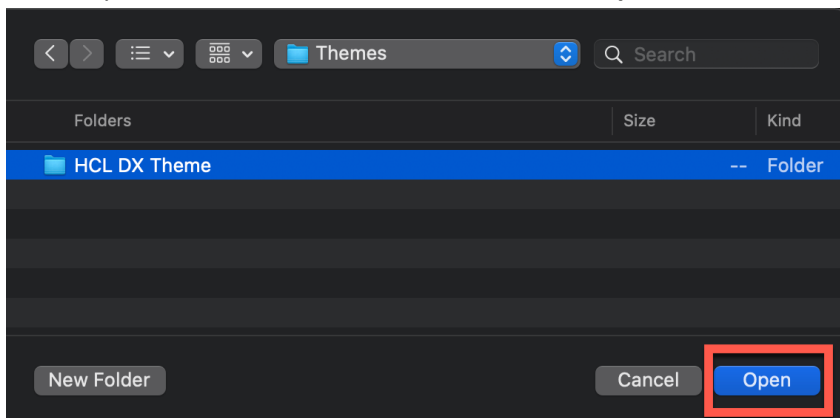 Themes Search
Folders Size Kind
HCL DX Theme -- Folder
New Folder Cancel Open